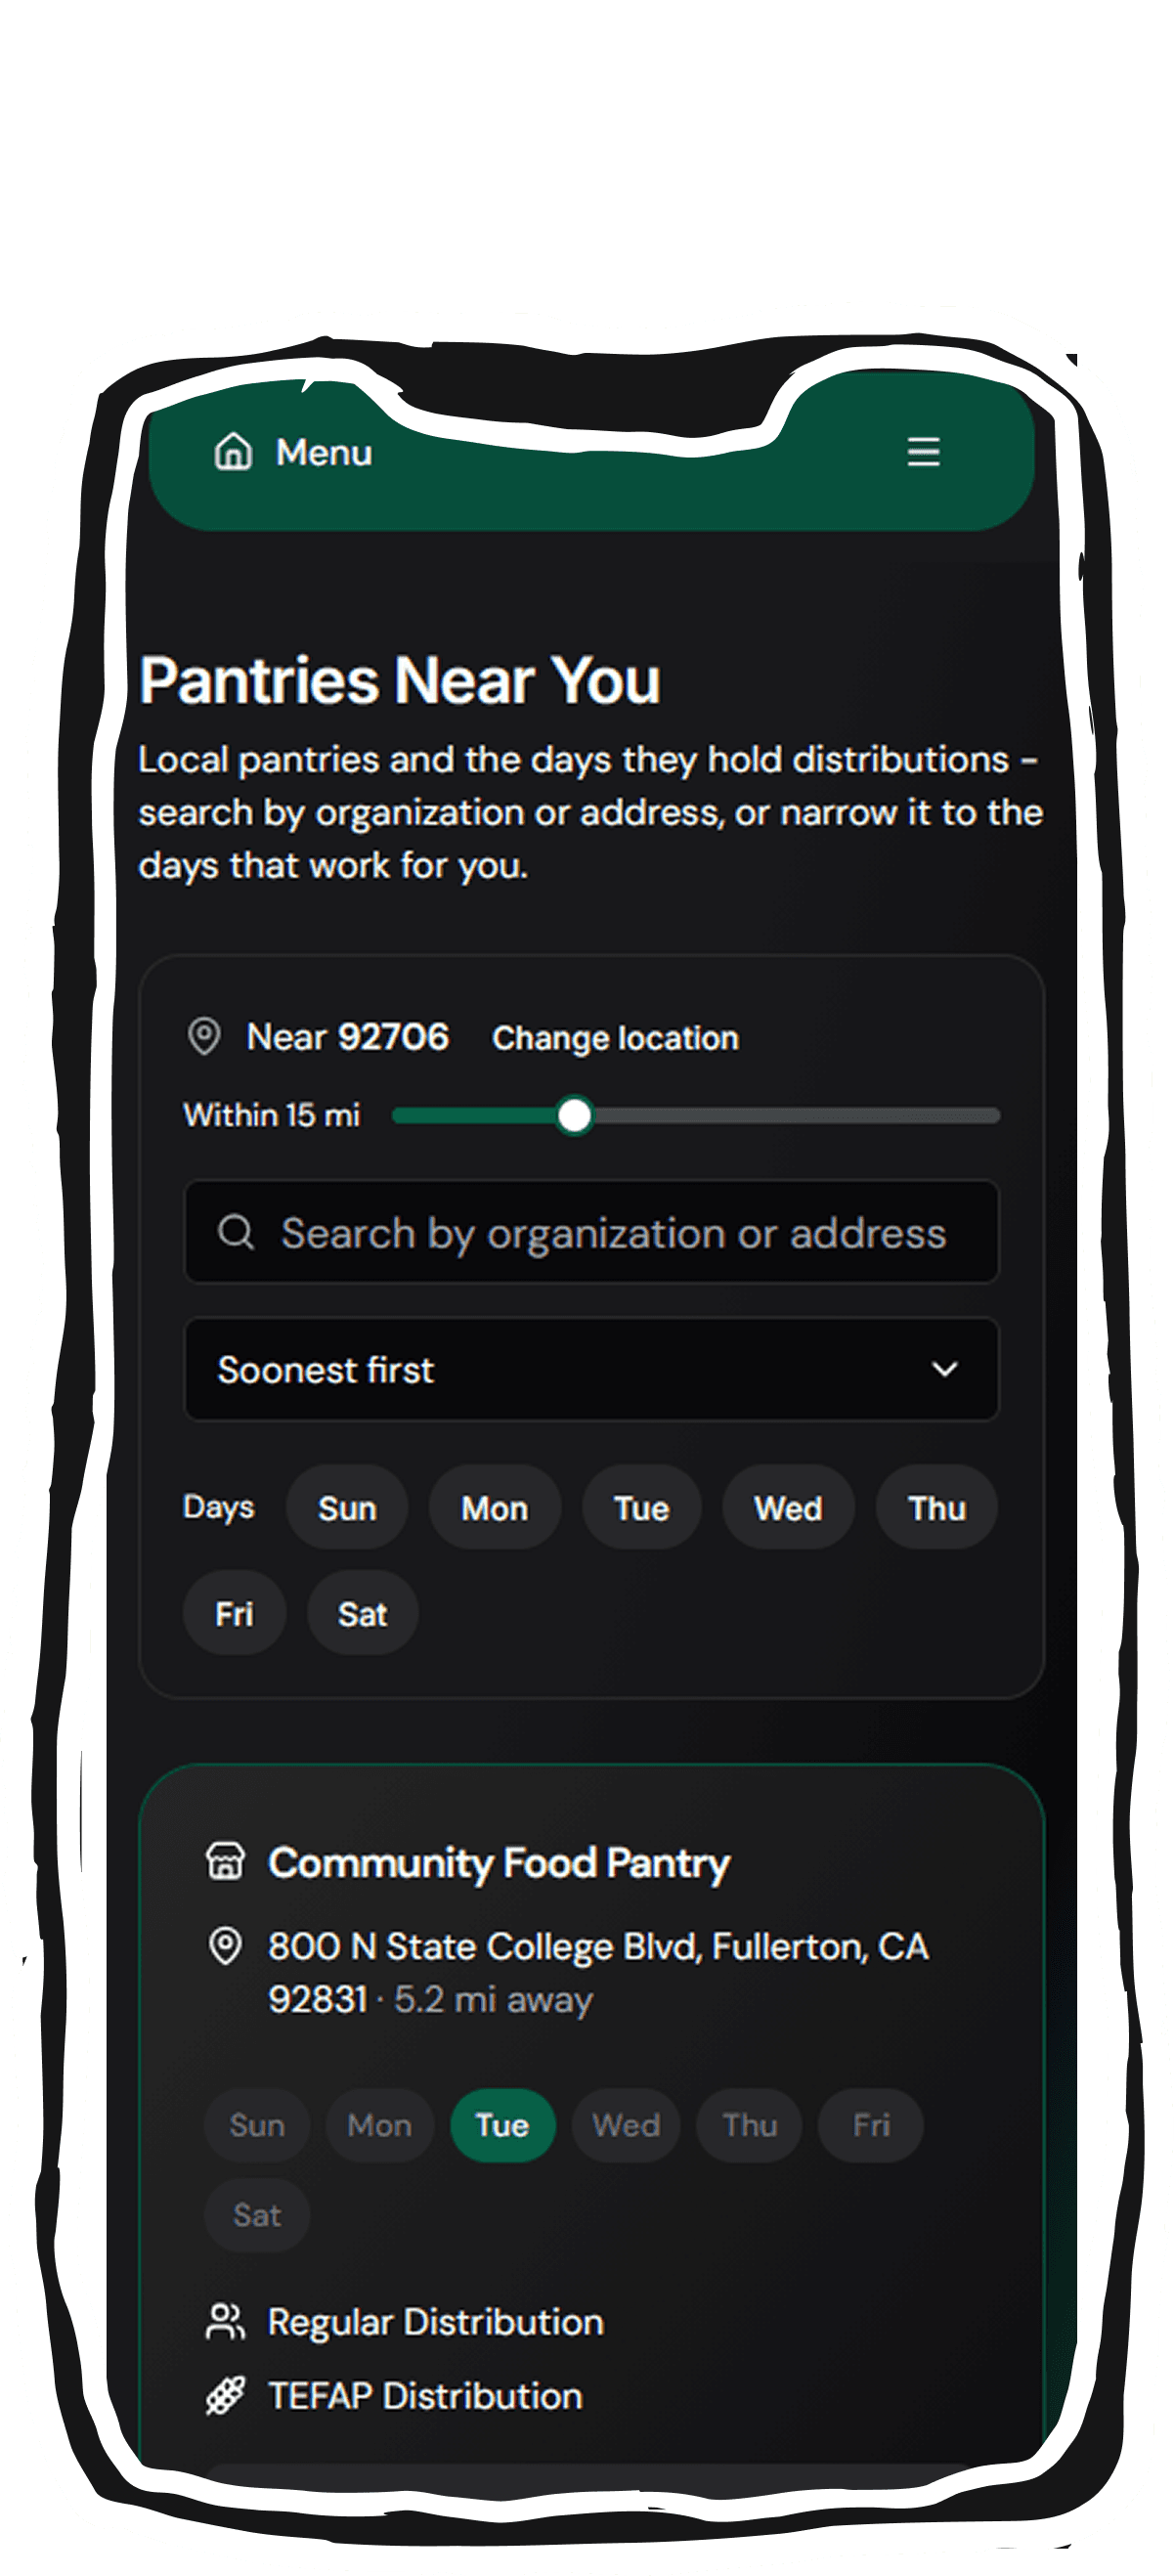 Menu
Pantries Near You
Local pantries and the days they hold distributions –
search by organization or address, or narrow it to the
days that work for you.
Near 92706 Change location
Within 15 mi
Search by organization or address
Soonest first
Days Sun Mon Tue Wed Thu
Fri Sat
Community Food Pantry
800 N State College Blvd, Fullerton, CA
92831 · 5.2 mi away
Sun Mon Tue Wed Thu Fri
Sat
Regular Distribution
TEFAP Distribution